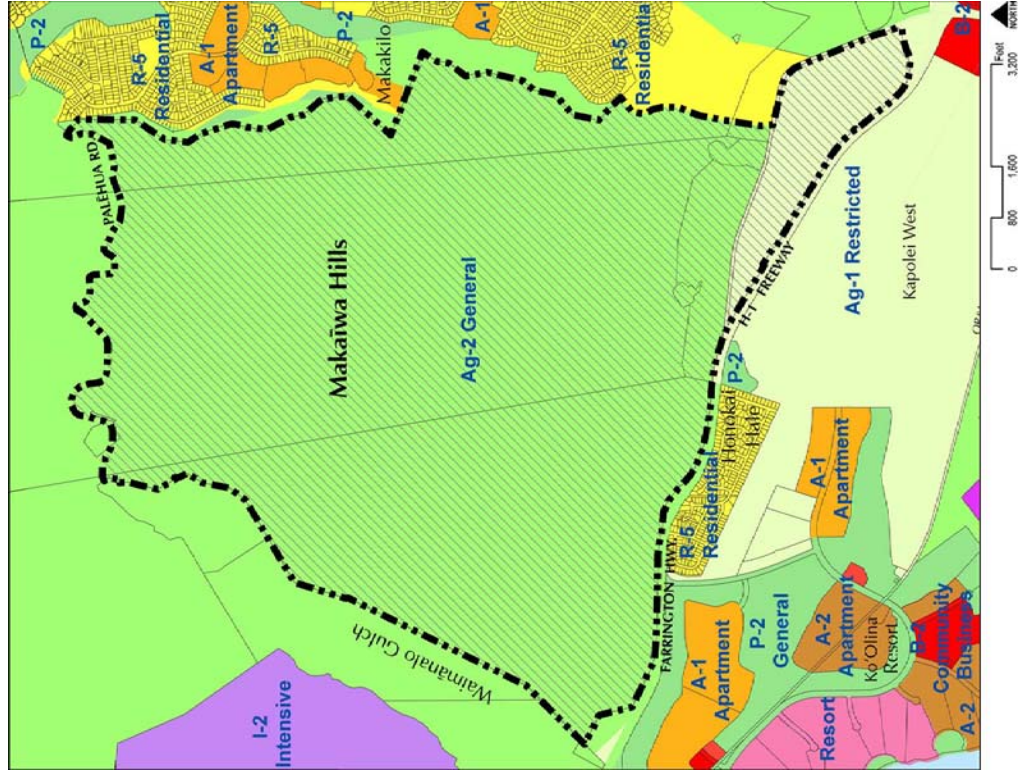 P-2
R-5
Residential
A-1
Apartment
R-5
P-2
Makakilo
A-1
R-5
Residential
PALĒHUA RD.
Makaīwa Hills
Ag-2 General
Waimānalo Gulch
I-2
Intensive
FARRINGTON HWY.
H-1 FREEWAY
Ag-1 Restricted
Kapolei West
B-2
P-2
Honokai
Hale
R-5
Residential
A-1
Apartment
A-1
Apartment
P-2
General
A-2
Apartment
Ko'Olina
Resort
B-2
Community
Business
A-2
Resort
0
800
1,600
3,200
Feet
NORTH